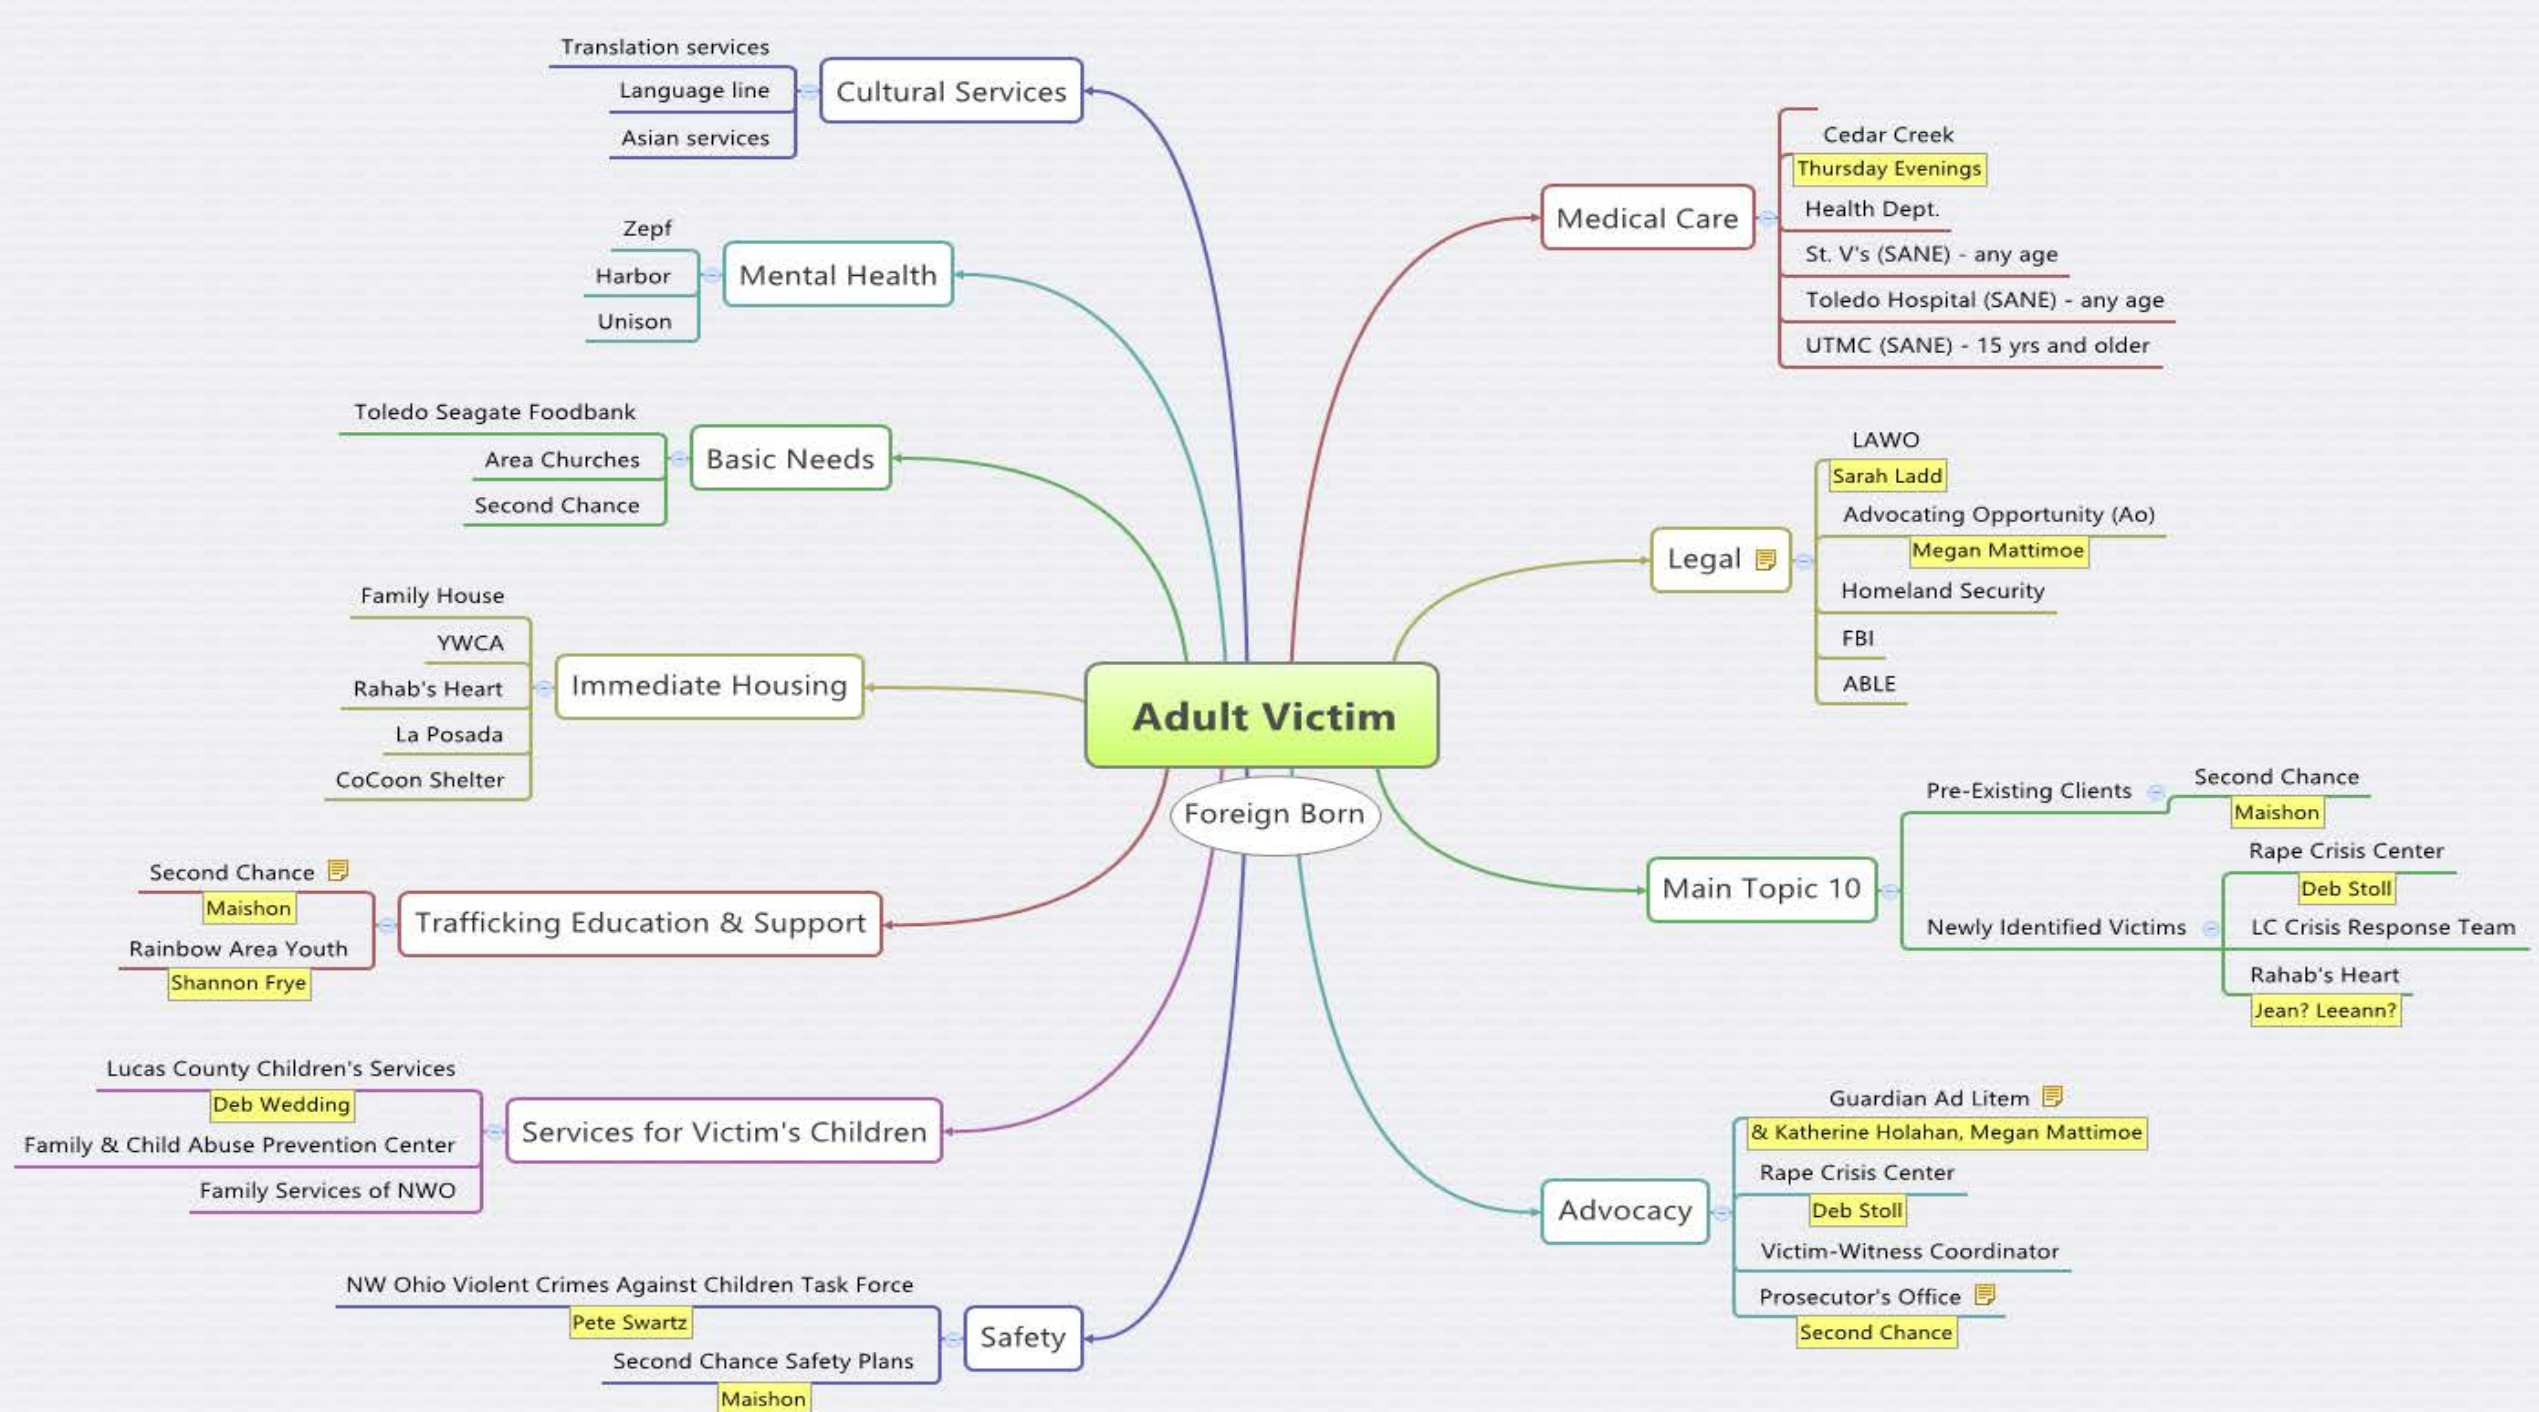 Adult Victim
Foreign Born
Medical Care
Cedar Creek
Thursday Evenings
Health Dept.
St. V's (SANE) - any age
Toledo Hospital (SANE) - any age
UTMC (SANE) - 15 yrs and older
Legal
LAWO
Sarah Ladd
Advocating Opportunity (Ao)
Megan Mattimoe
Homeland Security
FBI
ABLE
Main Topic 10
Pre-Existing Clients
Second Chance
Maishon
Newly Identified Victims
Rape Crisis Center
Deb Stoll
LC Crisis Response Team
Rahab's Heart
Jean? Leeann?
Advocacy
Guardian Ad Litem
& Katherine Holahan, Megan Mattimoe
Rape Crisis Center
Deb Stoll
Victim-Witness Coordinator
Prosecutor's Office
Second Chance
Cultural Services
Translation services
Language line
Asian services
Mental Health
Zepf
Harbor
Unison
Basic Needs
Toledo Seagate Foodbank
Area Churches
Second Chance
Immediate Housing
Family House
YWCA
Rahab's Heart
La Posada
CoCoon Shelter
Trafficking Education & Support
Second Chance
Maishon
Rainbow Area Youth
Shannon Frye
Services for Victim's Children
Lucas County Children's Services
Deb Wedding
Family & Child Abuse Prevention Center
Family Services of NWO
Safety
NW Ohio Violent Crimes Against Children Task Force
Pete Swartz
Second Chance Safety Plans
Maishon